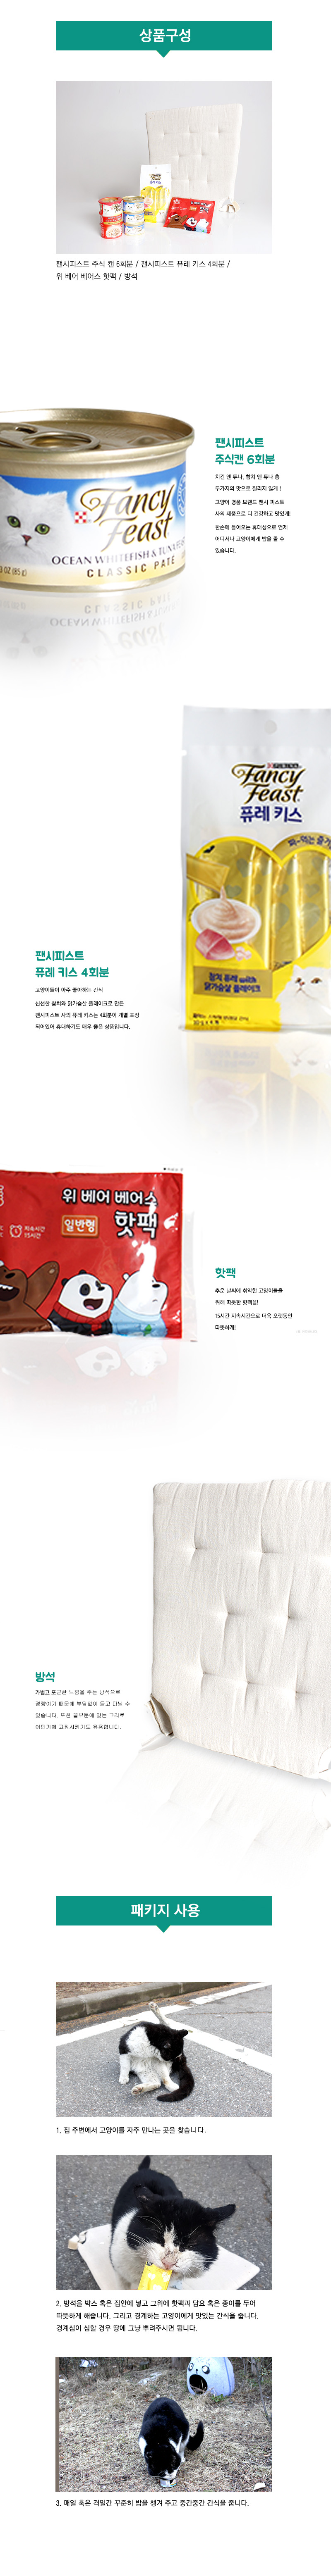 상품구성
팬시피스트 주식 캔 6회분 / 팬시피스트 퓨레 키스 4회분 /
위 베어 베어스 핫팩 / 방석
팬시피스트
주식캔 6회분
치킨 앤 튜나, 참치 앤 튜나 총
두가지의 맛으로 질리지 않게 !
고양이 명품 브랜드 팬시 피스트
사의 제품으로 더 건강하고 맛있게!
한손에 들어오는 휴대성으로 언제
어디서나 고양이에게 밥을 줄 수
있습니다.
Fancy
Feast
OCEAN WHITEFISH & TUNA
CLASSIC PATÉ
Fancy
Feast
퓨레 키스
참치 퓨레 with
닭가슴살 플레이크
팬시피스트
퓨레 키스 4회분
고양이들이 아주 좋아하는 간식
신선한 참치와 닭가슴살 플레이크로 만든
팬시피스트 사의 퓨레 키스는 4회분이 개별 포장
되어있어 휴대하기도 매우 좋은 상품입니다.
위 베어 베어스
일반형 핫팩
지속시간
15시간
핫팩
추운 날씨에 취약한 고양이들을
위해 따뜻한 핫팩을!
15시간 지속시간으로 더욱 오랫동안
따뜻하게!
방석
가볍고 포근한 느낌을 주는 방석으로
경량이기 때문에 부담없이 들고 다닐 수
있습니다. 또한 끝부분에 있는 고리로
어딘가에 고정시키기도 유용합니다.
패키지 사용
1. 집 주변에서 고양이를 자주 만나는 곳을 찾습니다.
2. 방석을 박스 혹은 집안에 넣고 그위에 핫팩과 담요 혹은 종이를 두어
따뜻하게 해줍니다. 그리고 경계하는 고양이에게 맛있는 간식을 줍니다.
경계심이 심할 경우 땅에 그냥 뿌려주시면 됩니다.
3. 매일 혹은 격일간 꾸준히 밥을 챙겨 주고 중간중간 간식을 줍니다.